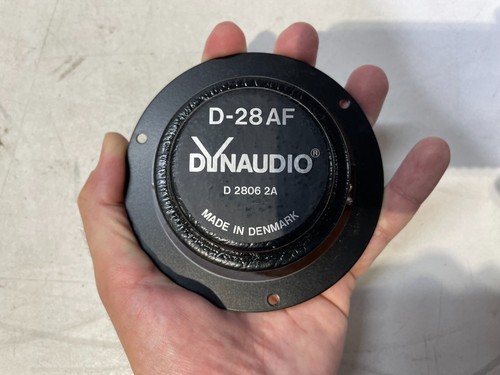 D-28 AF
DYNAUDIO®
D 2806 2A
MADE IN DENMARK